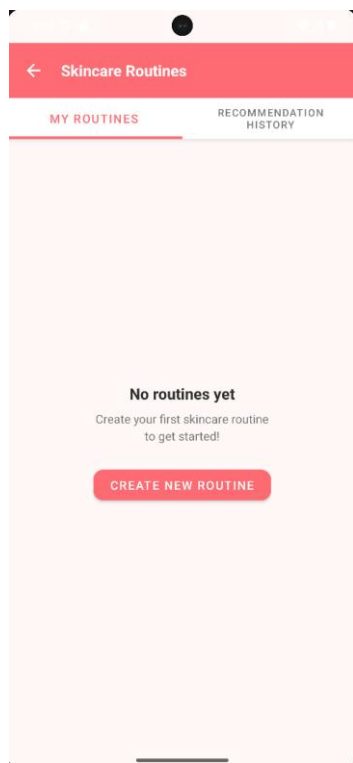 Skincare Routines
MY ROUTINES
RECOMMENDATION
HISTORY
No routines yet
Create your first skincare routine
to get started!
CREATE NEW ROUTINE